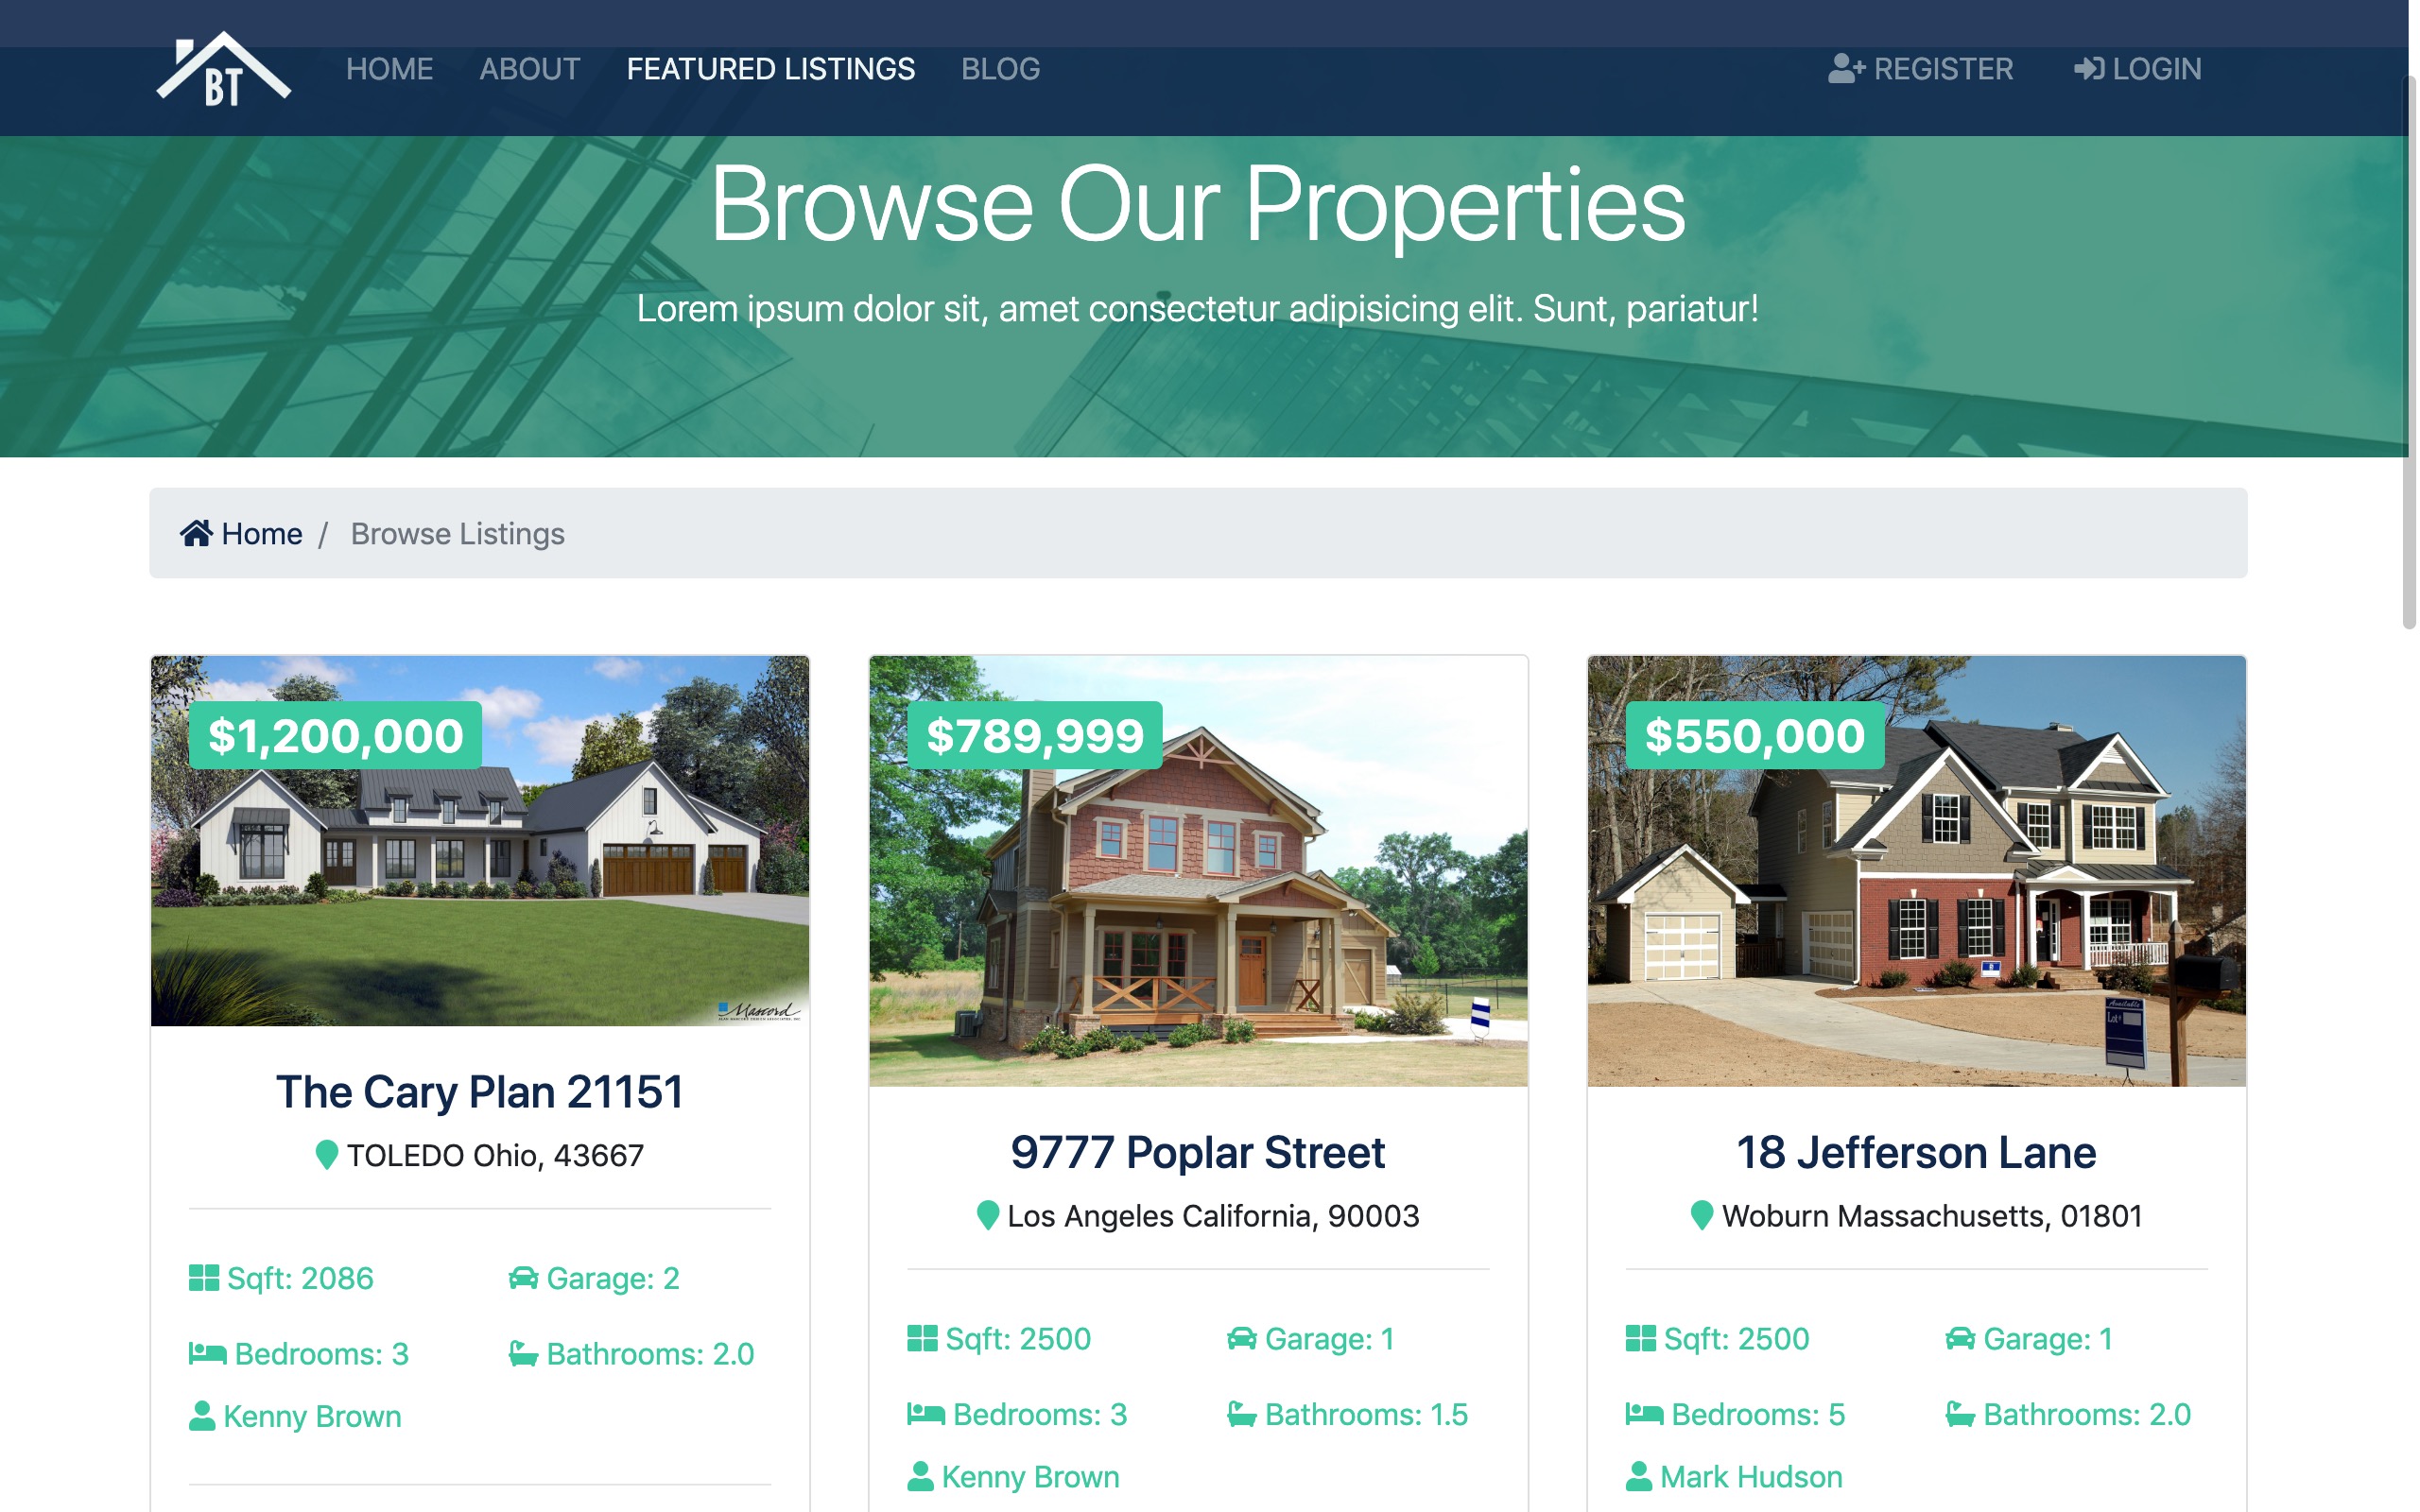 BT
HOME ABOUT FEATURED LISTINGS BLOG REGISTER LOGIN
Browse Our Properties
Lorem ipsum dolor sit, amet consectetur adipisicing elit. Sunt, pariatur!
Home / Browse Listings
$1,200,000
Mascord
The Cary Plan 21151
TOLEDO Ohio, 43667
Sqft: 2086 Garage: 2
Bedrooms: 3 Bathrooms: 2.0
Kenny Brown
$789,999
9777 Poplar Street
Los Angeles California, 90003
Sqft: 2500 Garage: 1
Bedrooms: 3 Bathrooms: 1.5
Kenny Brown
$550,000
Available
Lot#
18 Jefferson Lane
Woburn Massachusetts, 01801
Sqft: 2500 Garage: 1
Bedrooms: 5 Bathrooms: 2.0
Mark Hudson